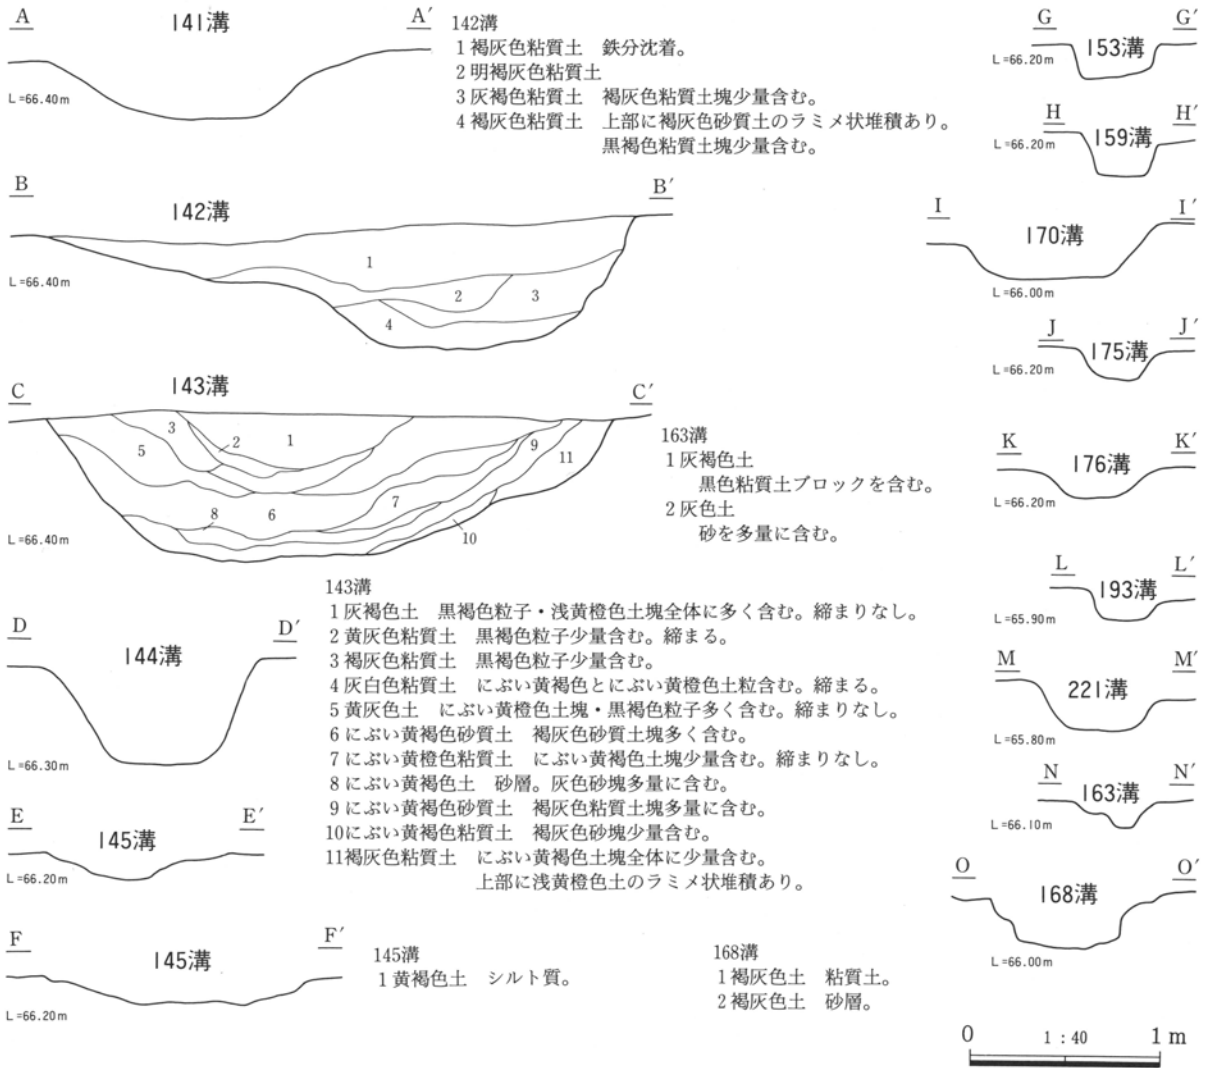 A 141溝 A′
L=66.40m
142溝
1 褐灰色粘質土　鉄分沈着。
2 明褐灰色粘質土
3 灰褐色粘質土　褐灰色粘質土塊少量含む。
4 褐灰色粘質土　上部に褐灰色砂質土のラミメ状堆積あり。
黒褐色粘質土塊少量含む。
B 142溝 B′
1
2 3
4
L=66.40m
C 143溝 C′
3 2 1 9
5 11
7
8 6
10
L=66.40m
163溝
1 灰褐色土
黒色粘質土ブロックを含む。
2 灰色土
砂を多量に含む。
143溝
1 灰褐色土　黒褐色粒子・浅黄橙色土塊全体に多く含む。締まりなし。
2 黄灰色粘質土　黒褐色粒子少量含む。締まる。
3 褐灰色粘質土　黒褐色粒子少量含む。
4 灰白色粘質土　にぶい黄褐色とにぶい黄橙色土粒含む。締まる。
5 黄灰色土　にぶい黄橙色土塊・黒褐色粒子多く含む。締まりなし。
6 にぶい黄褐色砂質土　褐灰色砂質土塊多く含む。
7 にぶい黄橙色粘質土　にぶい黄褐色土塊少量含む。締まりなし。
8 にぶい黄褐色土　砂層。灰色砂塊多量に含む。
9 にぶい黄褐色砂質土　褐灰色粘質土塊多量に含む。
10にぶい黄褐色粘質土　褐灰色砂塊少量含む。
11褐灰色粘質土　にぶい黄褐色土塊全体に少量含む。
上部に浅黄橙色土のラミメ状堆積あり。
D 144溝 D′
L=66.30m
E 145溝 E′
L=66.20m
F 145溝 F′
L=66.20m
145溝
1 黄褐色土　シルト質。
168溝
1 褐灰色土　粘質土。
2 褐灰色土　砂層。
G 153溝 G′
L=66.20m
H 159溝 H′
L=66.20m
I 170溝 I′
L=66.00m
J 175溝 J′
L=66.20m
K 176溝 K′
L=66.20m
L 193溝 L′
L=65.90m
M 221溝 M′
L=65.80m
N 163溝 N′
L=66.10m
O 168溝 O′
L=66.00m
0 1：40 1m